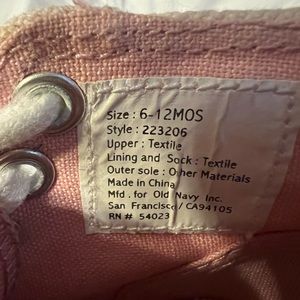 Size : 6-12MOS
Style : 223206
Upper : Textile
Lining and Sock : Textile
Outer sole : Other Materials
Made in China
Mfd . for Old Navy Inc.
San Francisco / CA94105
RN # 54023